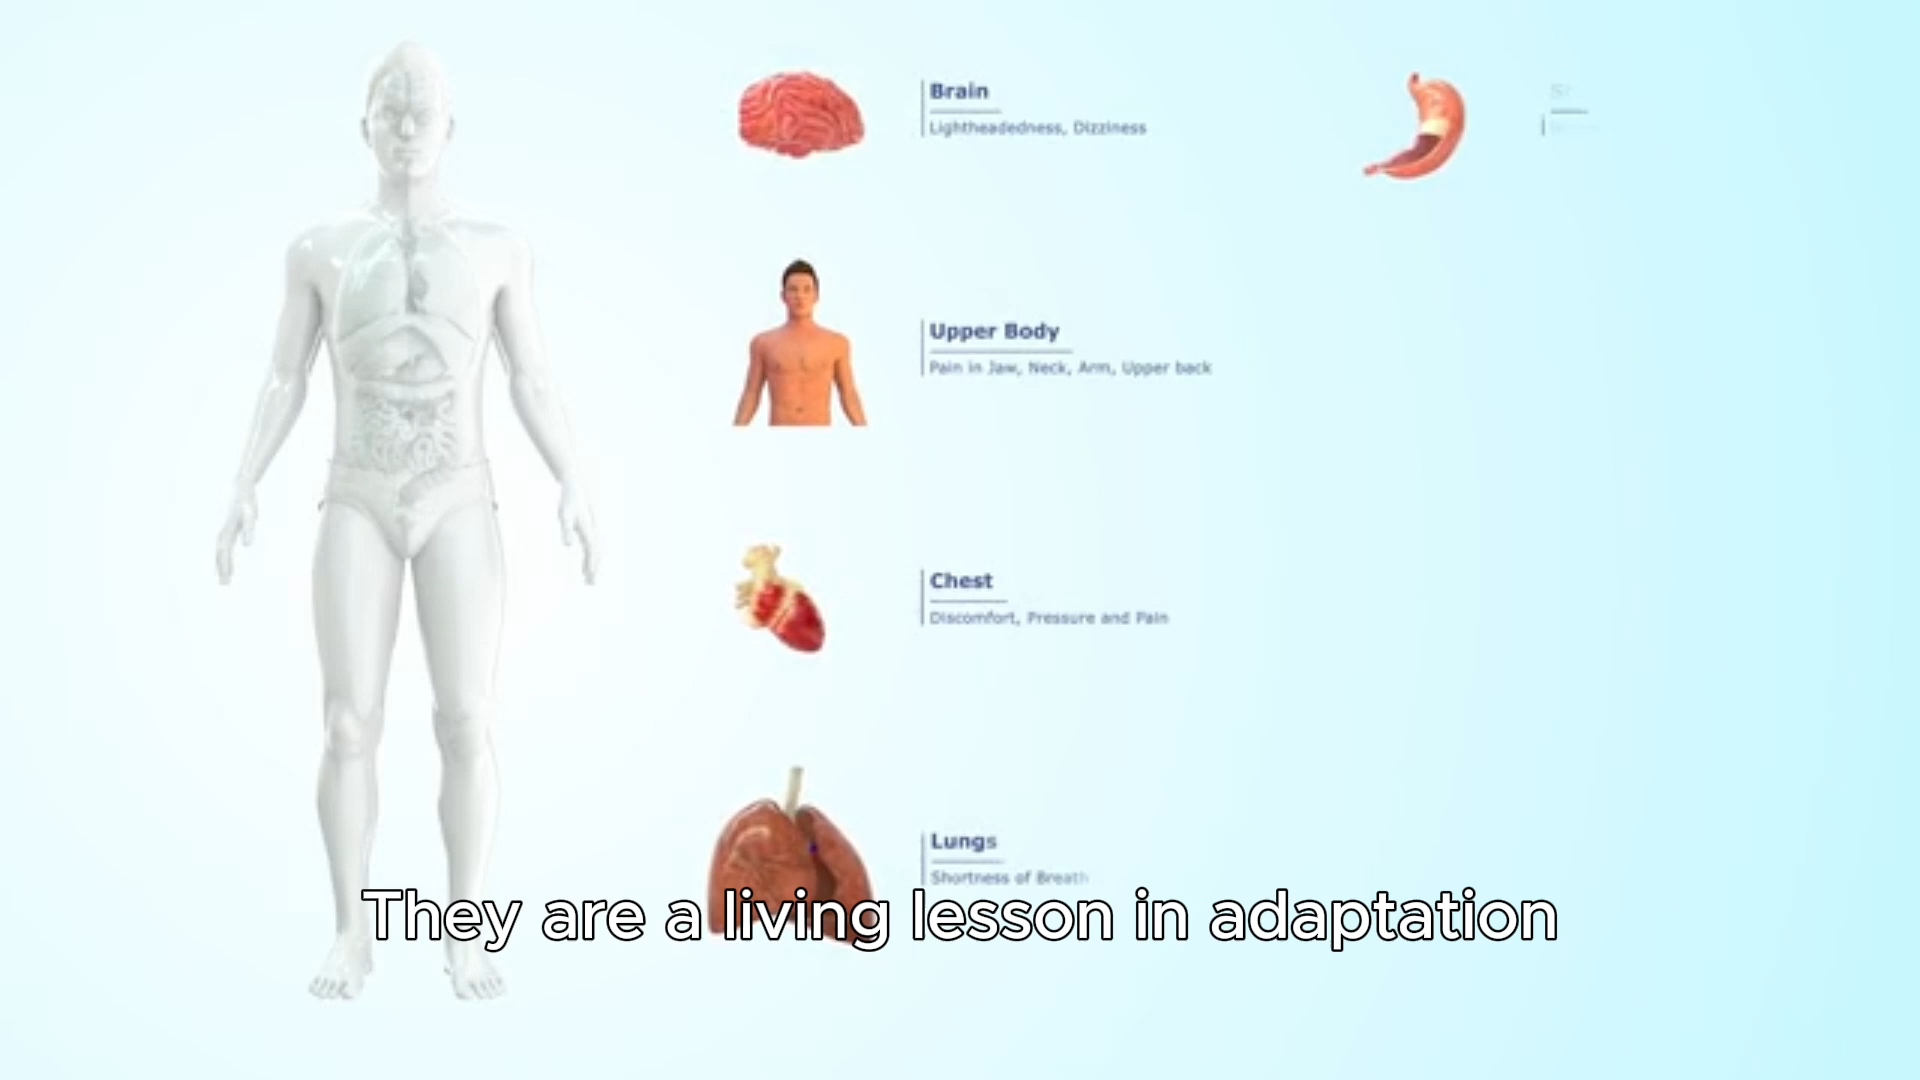 Brain
Lightheadedness, Dizziness
Upper Body
Pain in Jaw, Neck, Arm, Upper back
Chest
Discomfort, Pressure and Pain
Lungs
Shortness of Breath
They are a living lesson in adaptation